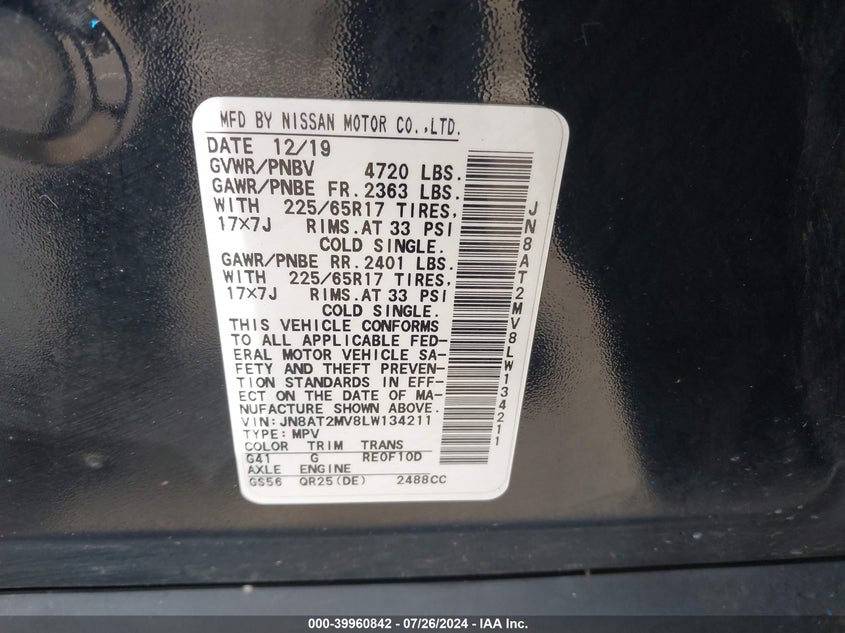 MFD BY NISSAN MOTOR CO.,LTD.
DATE 12/19
GVWR/PNBV 4720 LBS.
GAWR/PNBE FR. 2363 LBS.
WITH 225/65R17 TIRES,
17×7J RIMS.AT 33 PSI
COLD SINGLE.
GAWR/PNBE RR. 2401 LBS.
WITH 225/65R17 TIRES,
17×7J RIMS.AT 33 PSI
COLD SINGLE.
THIS VEHICLE CONFORMS
TO ALL APPLICABLE FED-
ERAL MOTOR VEHICLE SA-
FETY AND THEFT PREVEN-
TION STANDARDS IN EFF-
ECT ON THE DATE OF MA-
NUFACTURE SHOWN ABOVE.
VIN:JN8AT2MV8LW134211
TYPE:MPV
COLOR TRIM TRANS
G41 G RE0F10D
AXLE ENGINE
GS56 QR25(DE) 2488CC
JN8AT2MV8LW134211
000-39960842 - 07/26/2024 - IAA Inc.